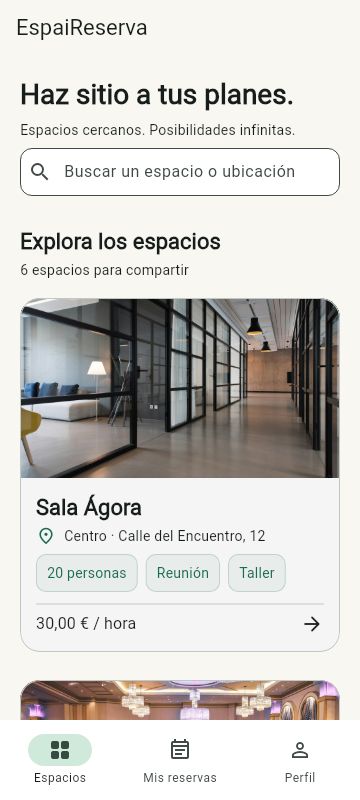 EspaiReserva
Haz sitio a tus planes.
Espacios cercanos. Posibilidades infinitas.
Buscar un espacio o ubicación
Explora los espacios
6 espacios para compartir
Sala Ágora
Centro · Calle del Encuentro, 12
20 personas Reunión Taller
30,00 € / hora
Espacios Mis reservas Perfil